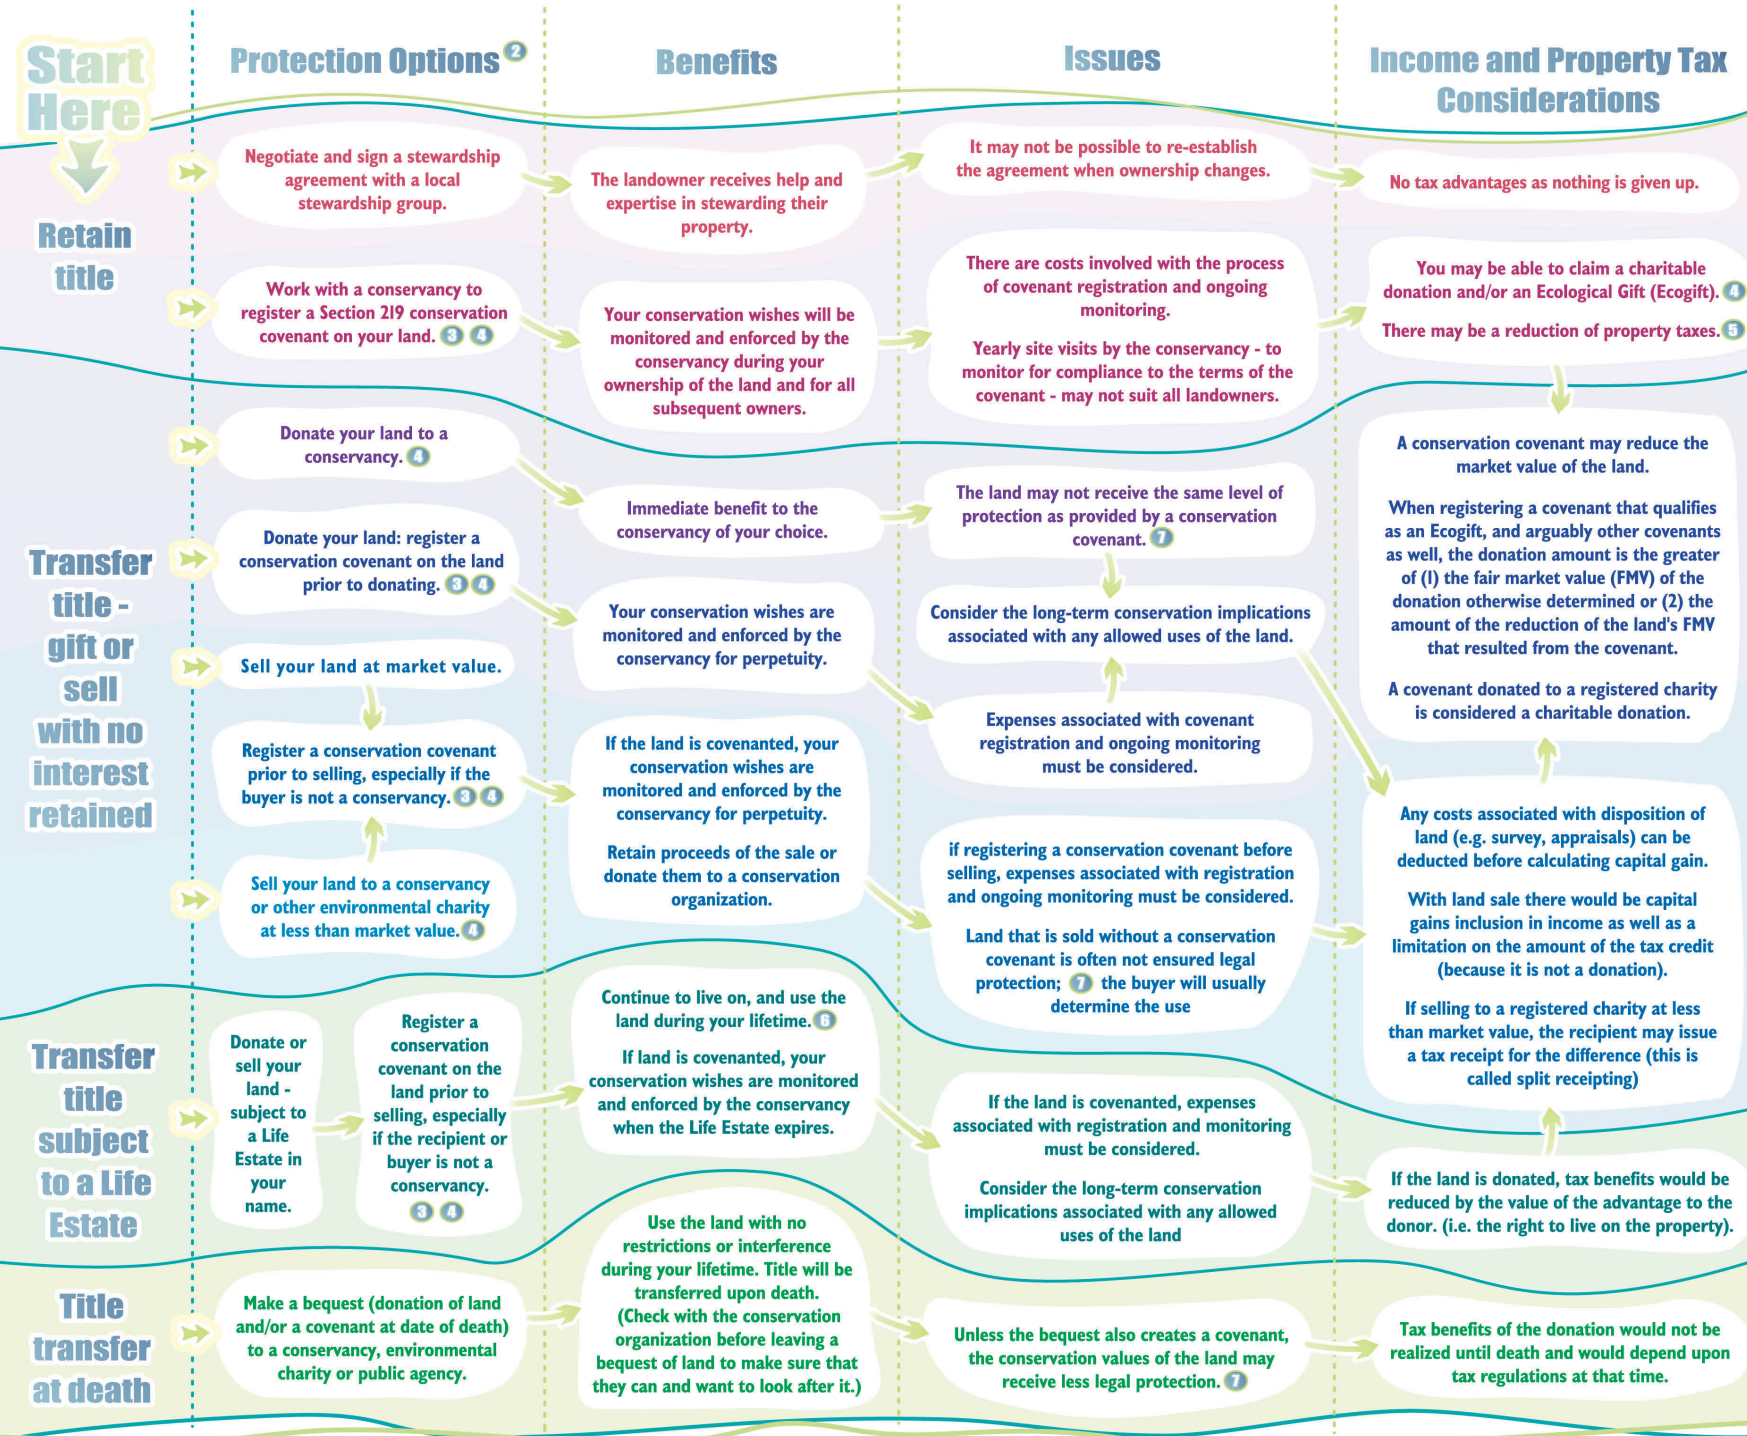 Start
Here
Protection Options 2
Benefits
Issues
Income and Property Tax
Considerations
Retain
title
Negotiate and sign a stewardship
agreement with a local
stewardship group.
The landowner receives help and
expertise in stewarding their
property.
It may not be possible to re-establish
the agreement when ownership changes.
No tax advantages as nothing is given up.
Work with a conservancy to
register a Section 219 conservation
covenant on your land. 3 4
Your conservation wishes will be
monitored and enforced by the
conservancy during your
ownership of the land and for all
subsequent owners.
There are costs involved with the process
of covenant registration and ongoing
monitoring.
Yearly site visits by the conservancy - to
monitor for compliance to the terms of the
covenant - may not suit all landowners.
You may be able to claim a charitable
donation and/or an Ecological Gift (Ecogift). 4
There may be a reduction of property taxes. 5
Transfer
title -
gift or
sell
with no
interest
retained
Donate your land to a
conservancy. 4
Immediate benefit to the
conservancy of your choice.
The land may not receive the same level of
protection as provided by a conservation
covenant. 7
A conservation covenant may reduce the
market value of the land.
When registering a covenant that qualifies
as an Ecogift, and arguably other covenants
as well, the donation amount is the greater
of (1) the fair market value (FMV) of the
donation otherwise determined or (2) the
amount of the reduction of the land's FMV
that resulted from the covenant.
A covenant donated to a registered charity
is considered a charitable donation.
Donate your land: register a
conservation covenant on the land
prior to donating. 3 4
Your conservation wishes are
monitored and enforced by the
conservancy for perpetuity.
Consider the long-term conservation implications
associated with any allowed uses of the land.
Expenses associated with covenant
registration and ongoing monitoring
must be considered.
Sell your land at market value.
Register a conservation covenant
prior to selling, especially if the
buyer is not a conservancy. 3 4
Sell your land to a conservancy
or other environmental charity
at less than market value. 4
If the land is covenanted, your
conservation wishes are
monitored and enforced by the
conservancy for perpetuity.
Retain proceeds of the sale or
donate them to a conservation
organization.
if registering a conservation covenant before
selling, expenses associated with registration
and ongoing monitoring must be considered.
Land that is sold without a conservation
covenant is often not ensured legal
protection; 7 the buyer will usually
determine the use
Any costs associated with disposition of
land (e.g. survey, appraisals) can be
deducted before calculating capital gain.
With land sale there would be capital
gains inclusion in income as well as a
limitation on the amount of the tax credit
(because it is not a donation).
If selling to a registered charity at less
than market value, the recipient may issue
a tax receipt for the difference (this is
called split receipting)
Transfer
title
subject
to a Life
Estate
Donate or
sell your
land -
subject to
a Life
Estate in
your
name.
Register a
conservation
covenant on the
land prior to
selling, especially
if the recipient or
buyer is not a
conservancy.
3 4
Continue to live on, and use the
land during your lifetime. 6
If land is covenanted, your
conservation wishes are monitored
and enforced by the conservancy
when the Life Estate expires.
If the land is covenanted, expenses
associated with registration and monitoring
must be considered.
Consider the long-term conservation
implications associated with any allowed
uses of the land
If the land is donated, tax benefits would be
reduced by the value of the advantage to the
donor. (i.e. the right to live on the property).
Title
transfer
at death
Make a bequest (donation of land
and/or a covenant at date of death)
to a conservancy, environmental
charity or public agency.
Use the land with no
restrictions or interference
during your lifetime. Title will be
transferred upon death.
(Check with the conservation
organization before leaving a
bequest of land to make sure that
they can and want to look after it.)
Unless the bequest also creates a covenant,
the conservation values of the land may
receive less legal protection. 7
Tax benefits of the donation would not be
realized until death and would depend upon
tax regulations at that time.